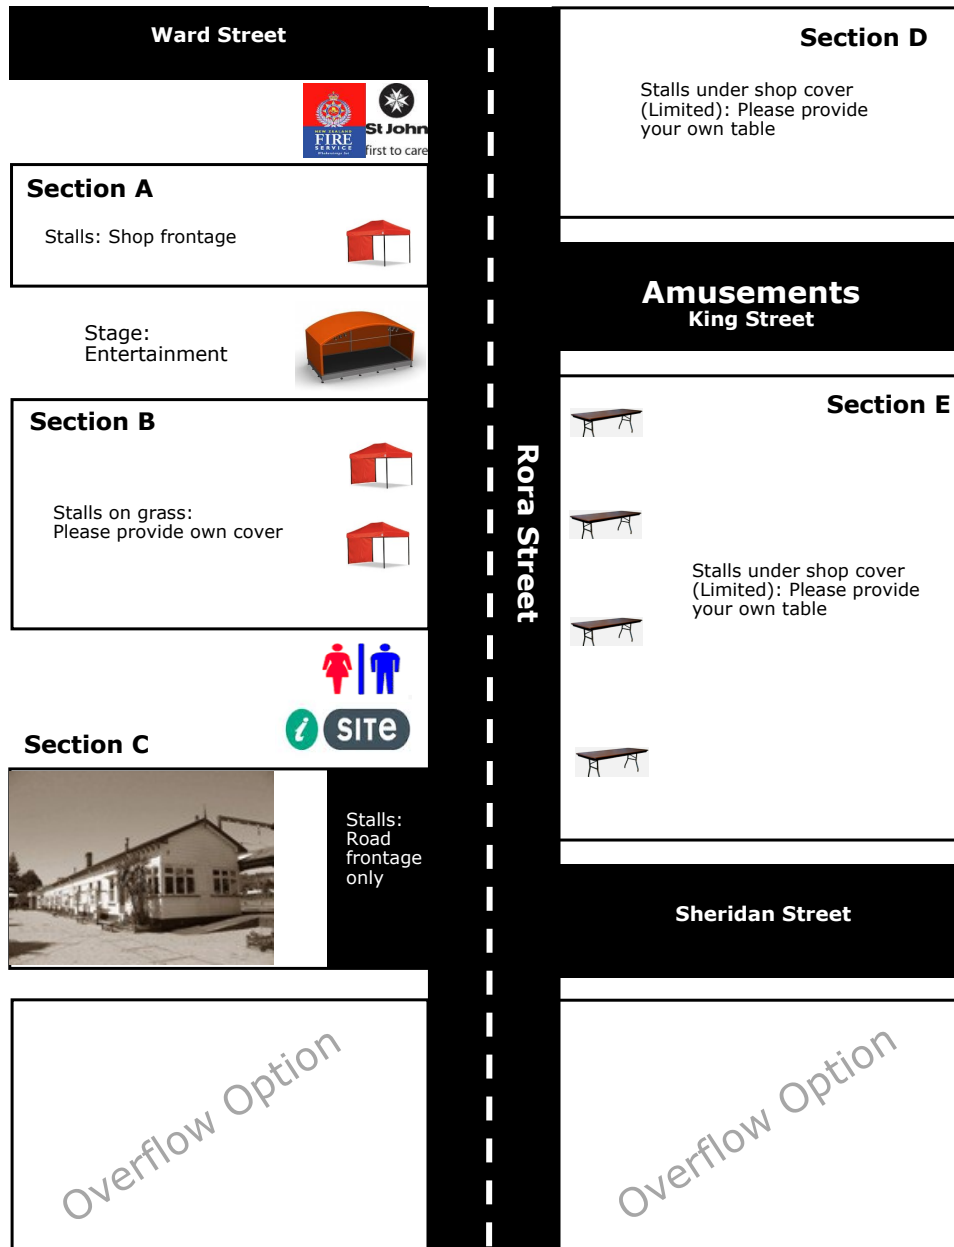 Ward Street
NEW ZEALAND
FIRE
SERVICE
St John
first to care
Section A
Stalls: Shop frontage
Stage:
Entertainment
Section B
Stalls on grass:
Please provide own cover
i SITe
Section C
Stalls:
Road
frontage
only
Overflow Option
Rora Street
Section D
Stalls under shop cover
(Limited): Please provide
your own table
Amusements
King Street
Section E
Stalls under shop cover
(Limited): Please provide
your own table
Sheridan Street
Overflow Option